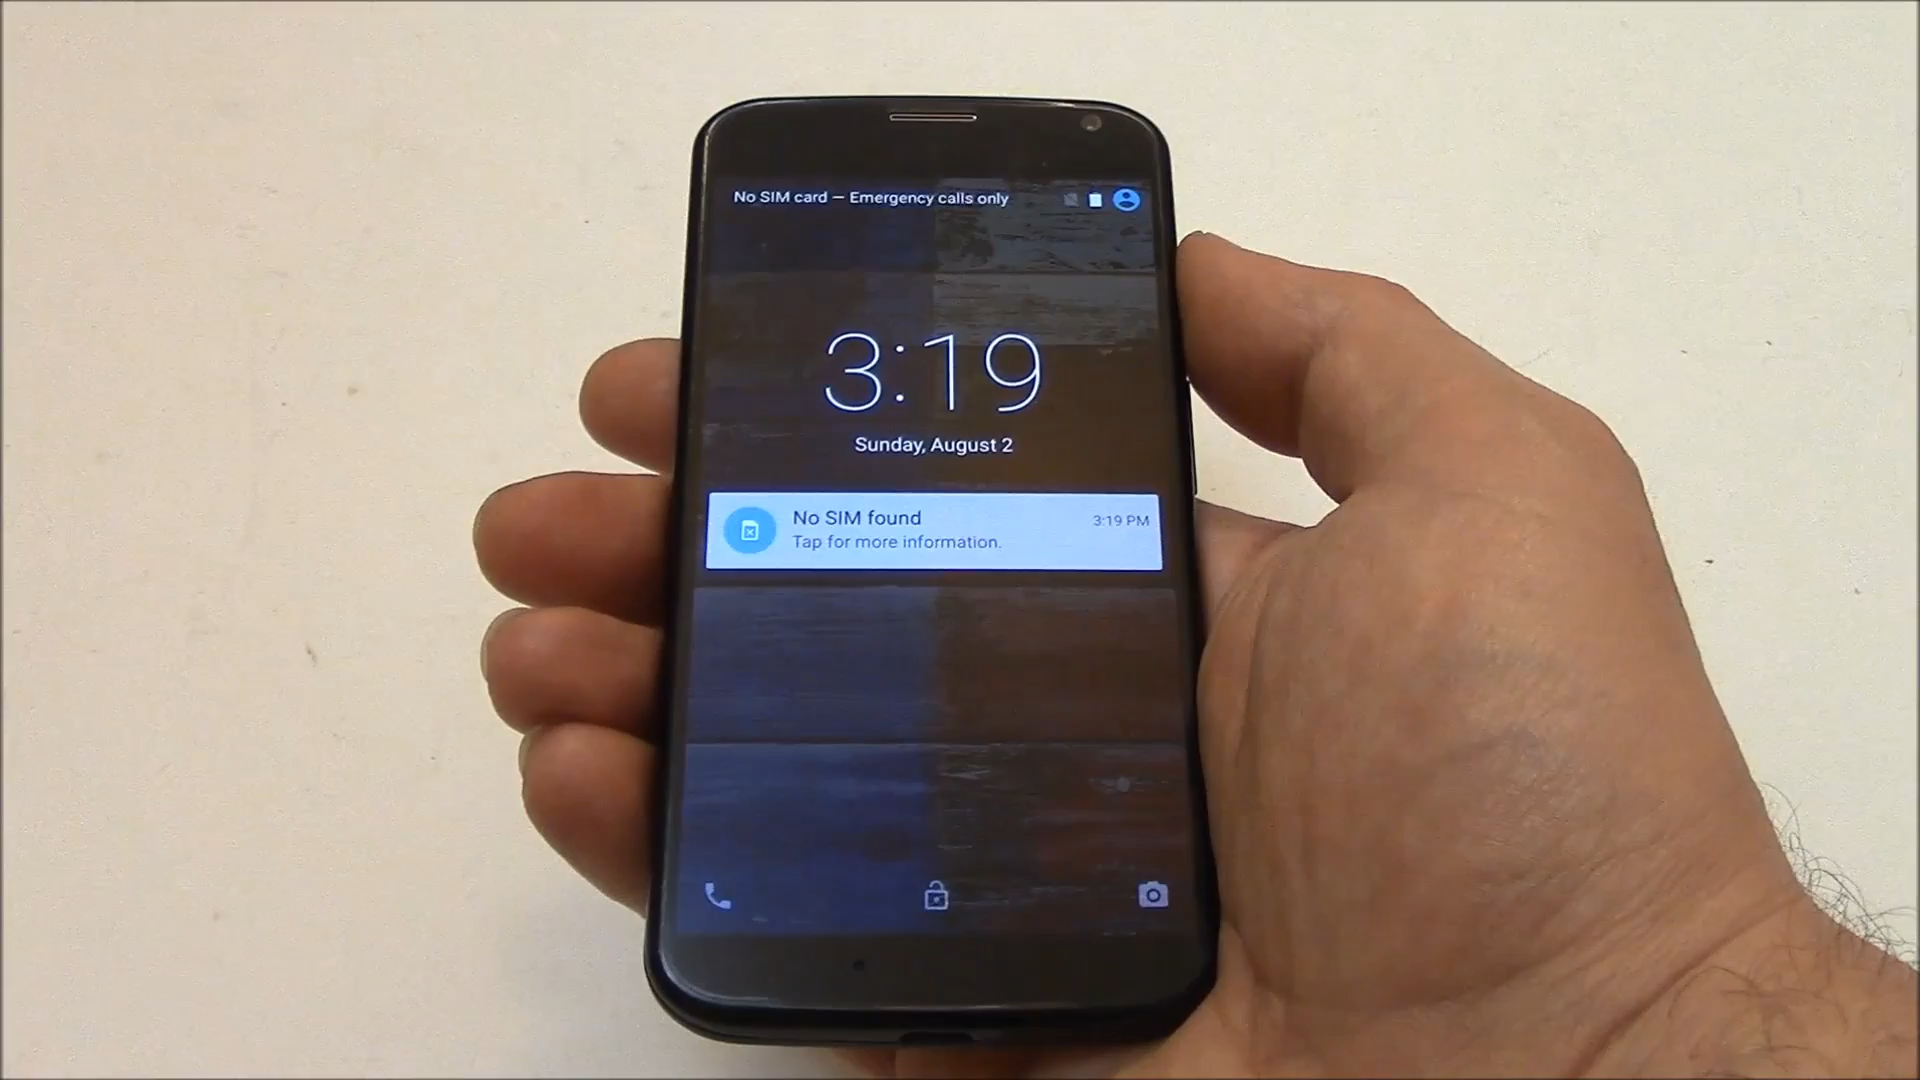 No SIM card — Emergency calls only
3:19
Sunday, August 2
No SIM found
3:19 PM
Tap for more information.